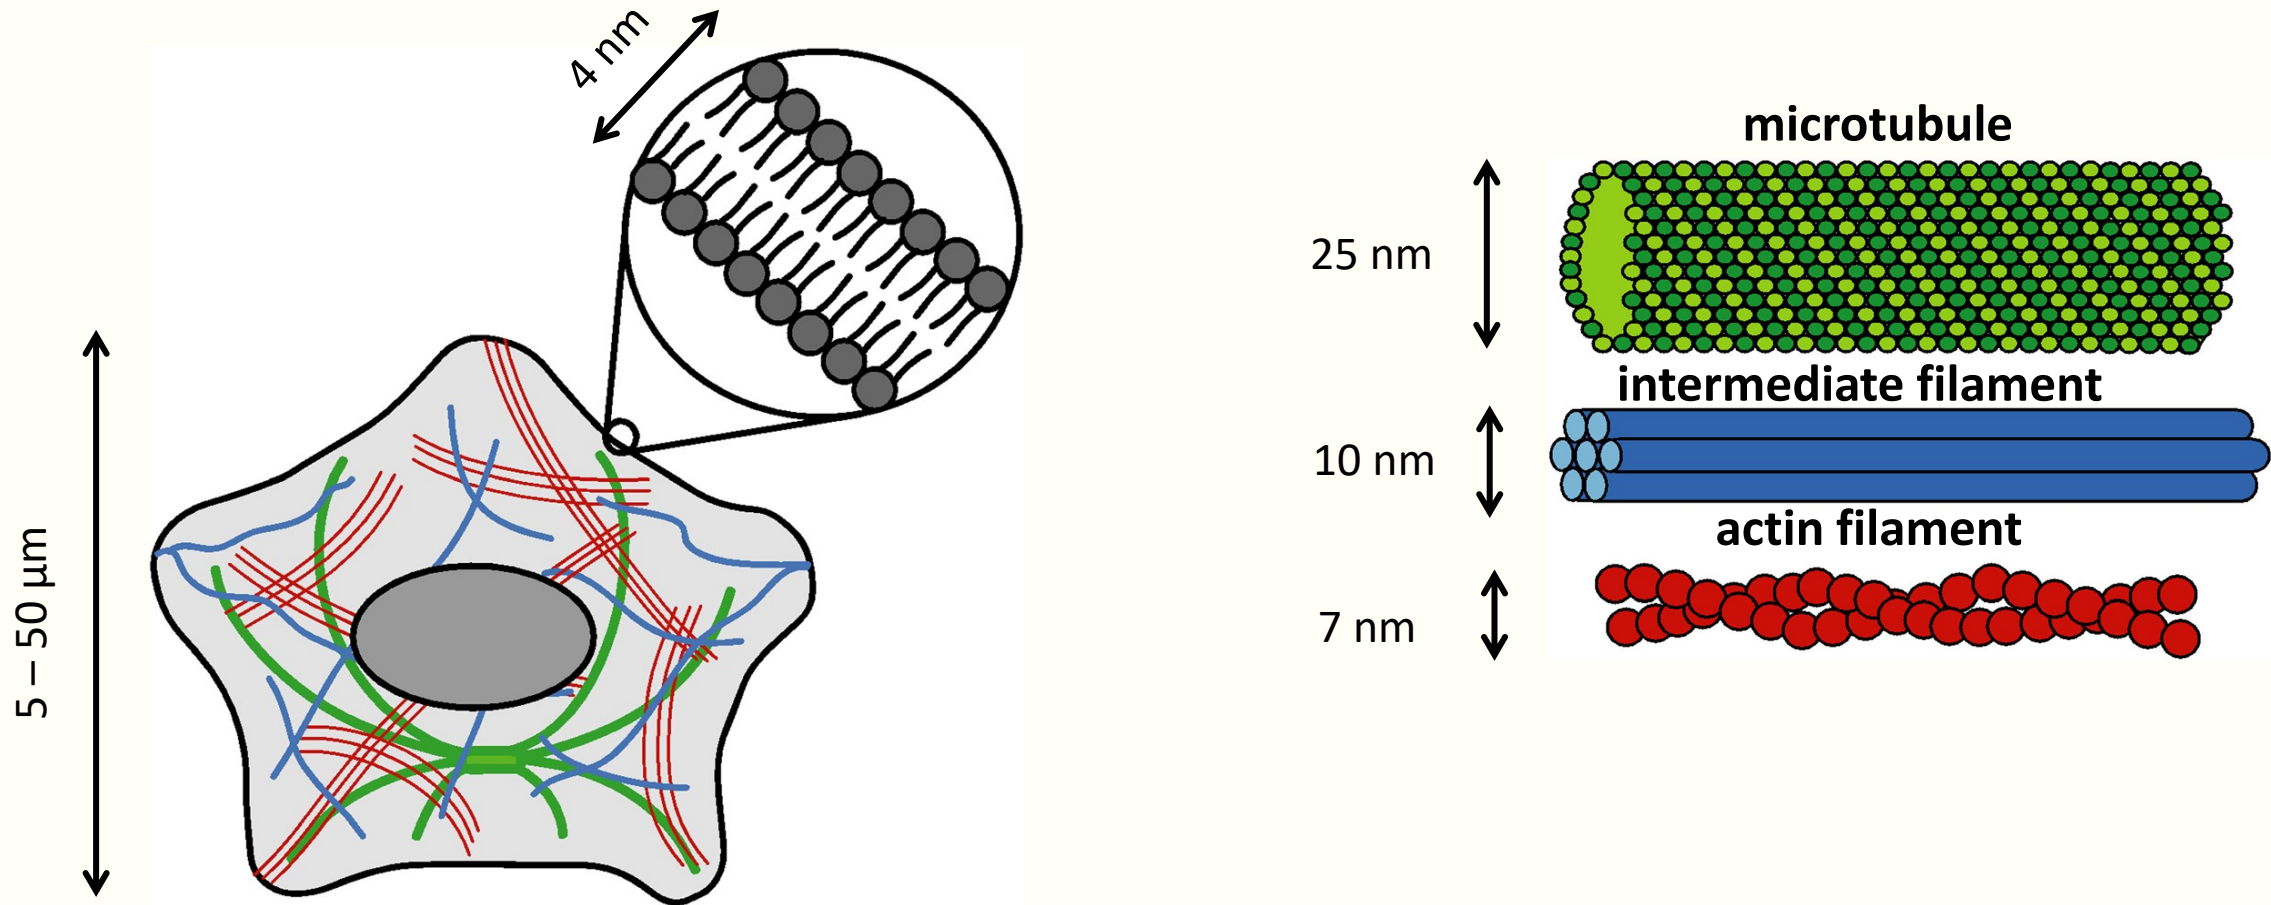 4 nm
5 – 50 µm
microtubule
25 nm
intermediate filament
10 nm
actin filament
7 nm